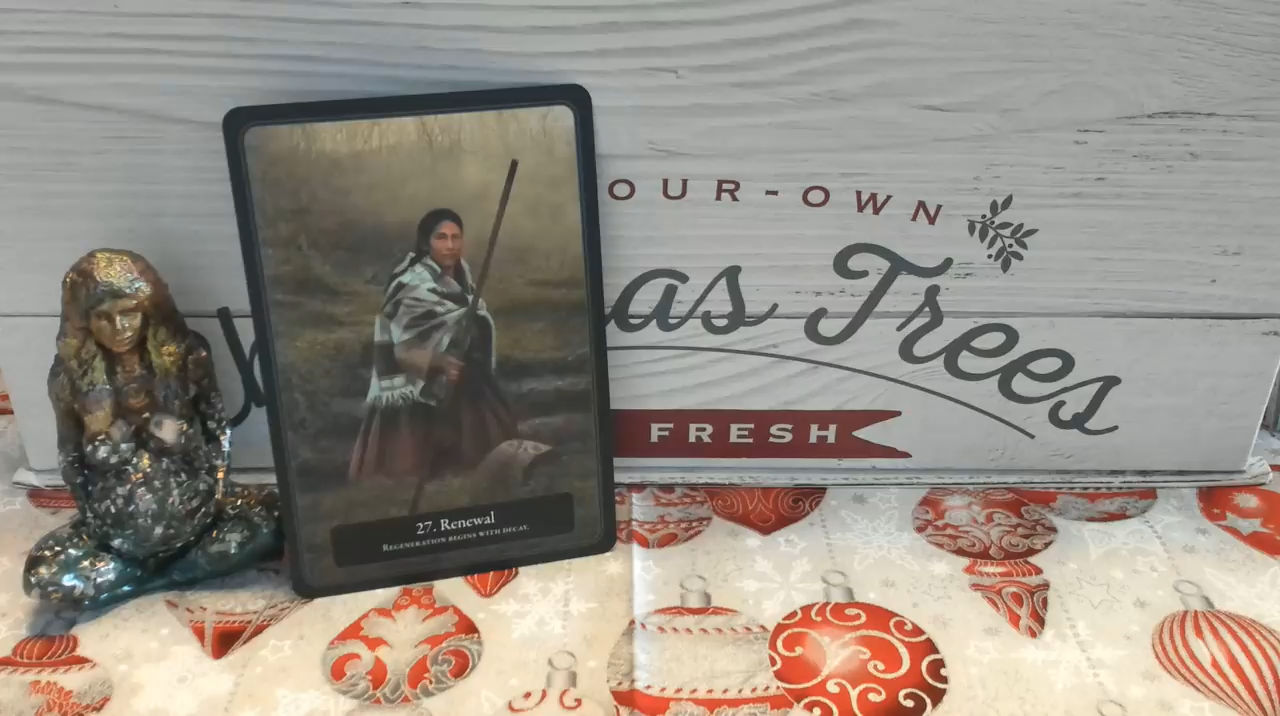 OUR-OWN
as Trees
FRESH
27. Renewal
REGENERATION BEGINS WITH DECAY.